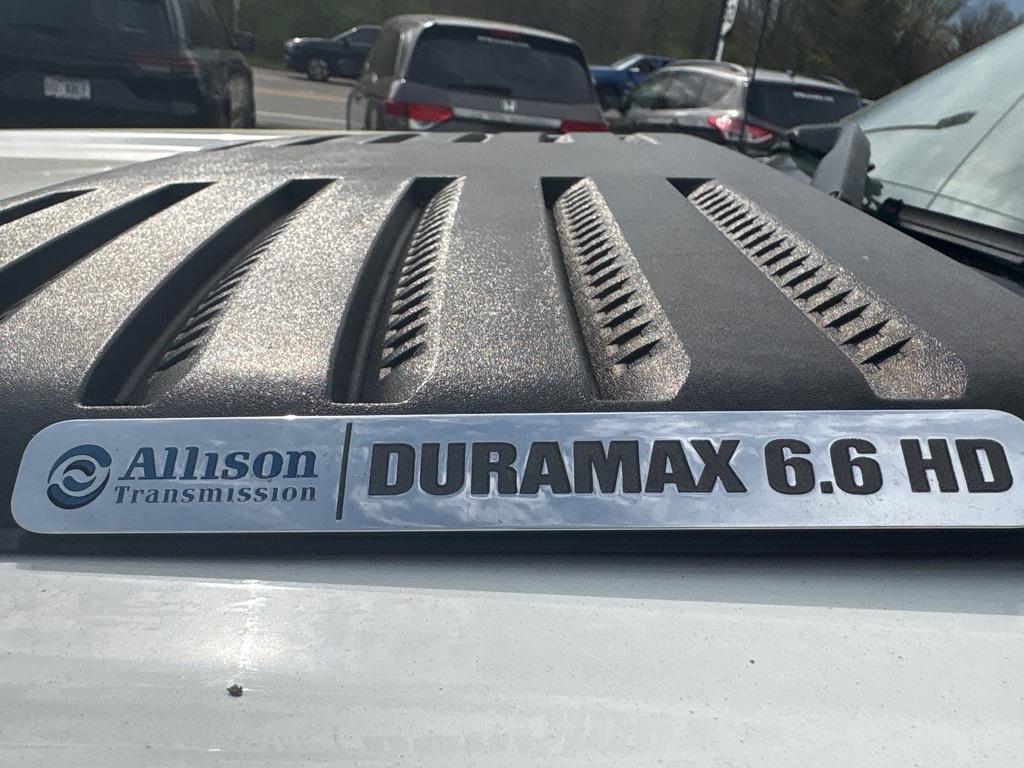 Allison
Transmission
DURAMAX 6.6 HD